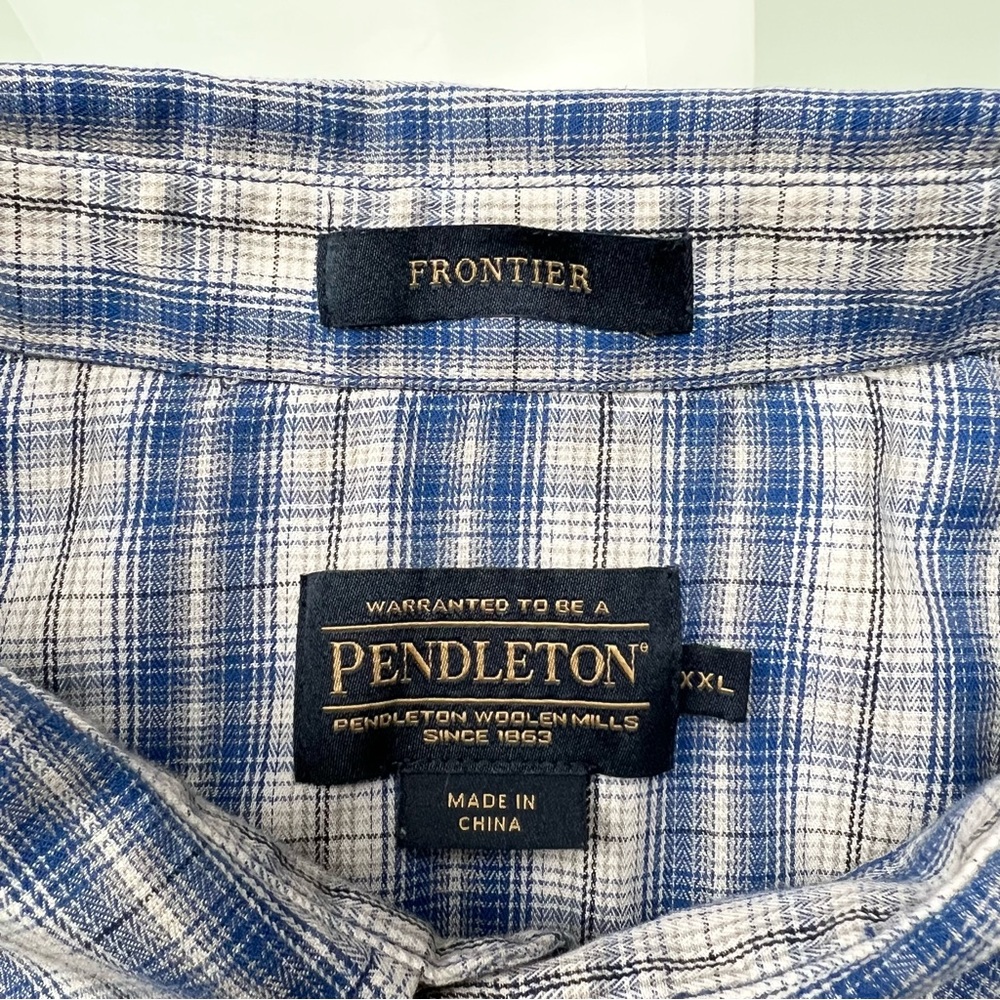 FRONTIER
WARRANTED TO BE A
PENDLETON®
PENDLETON WOOLEN MILLS
SINCE 1863
XXL
MADE IN
CHINA